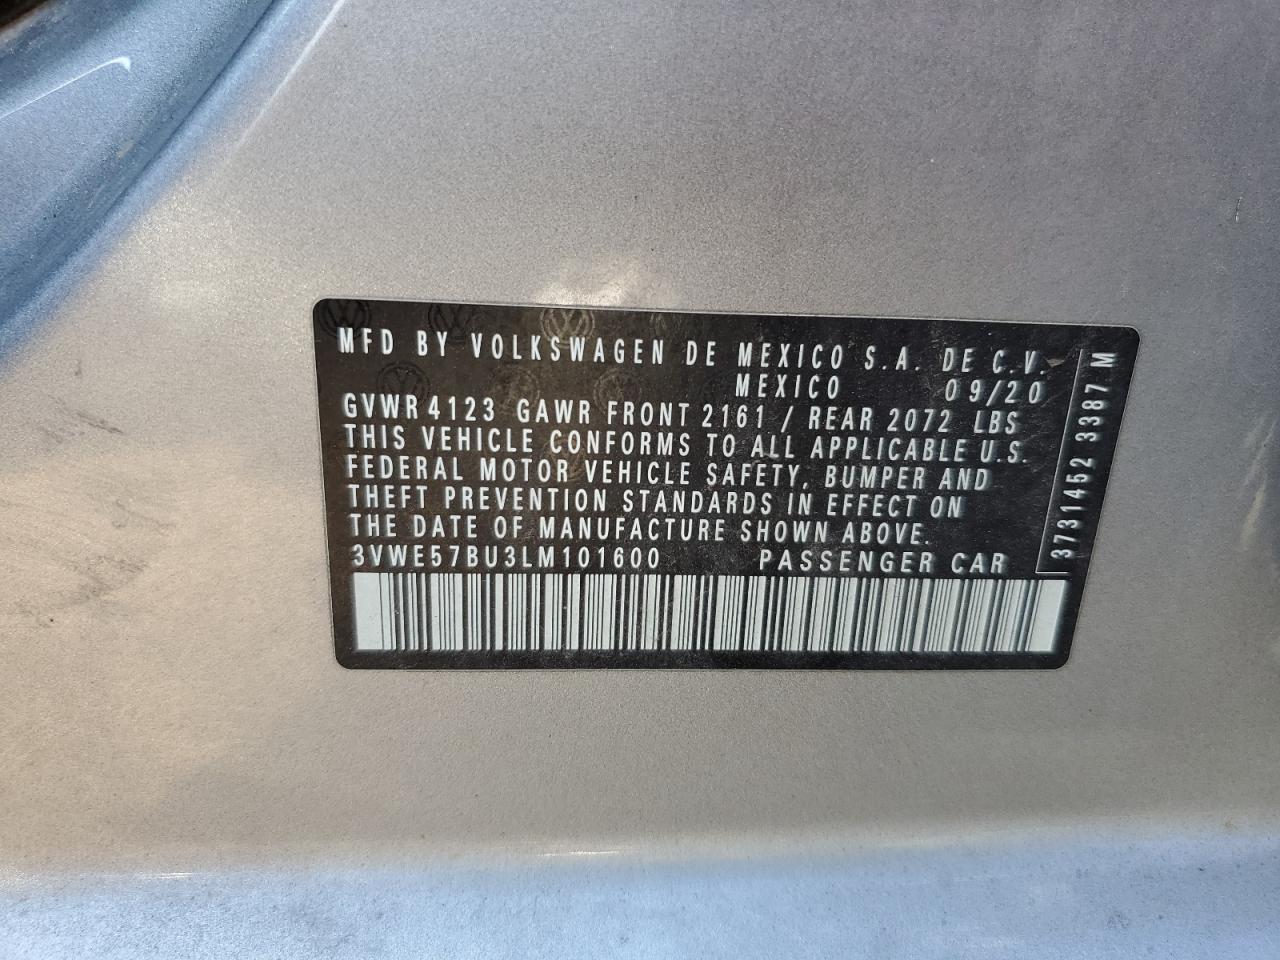 MFD BY VOLKSWAGEN DE MEXICO S.A. DE C.V.
MEXICO 09/20
GVWR 4123 GAWR FRONT 2161 / REAR 2072 LBS
THIS VEHICLE CONFORMS TO ALL APPLICABLE U.S.
FEDERAL MOTOR VEHICLE SAFETY, BUMPER AND
THEFT PREVENTION STANDARDS IN EFFECT ON
THE DATE OF MANUFACTURE SHOWN ABOVE.
3VWE57BU3LM101600 PASSENGER CAR
3731452 3387 M